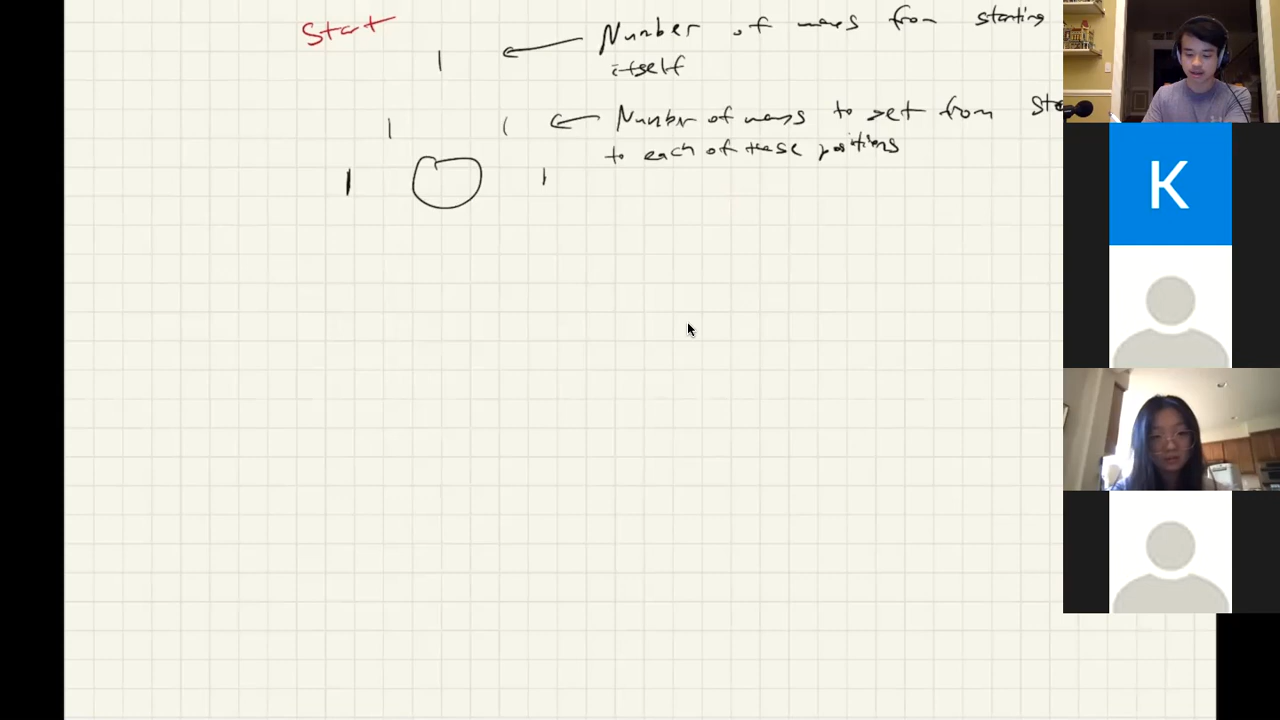 Start
1 ← Number of ways from starting
itself
1 1 ← Number of ways to get from sta
to each of these positions
1 1
K